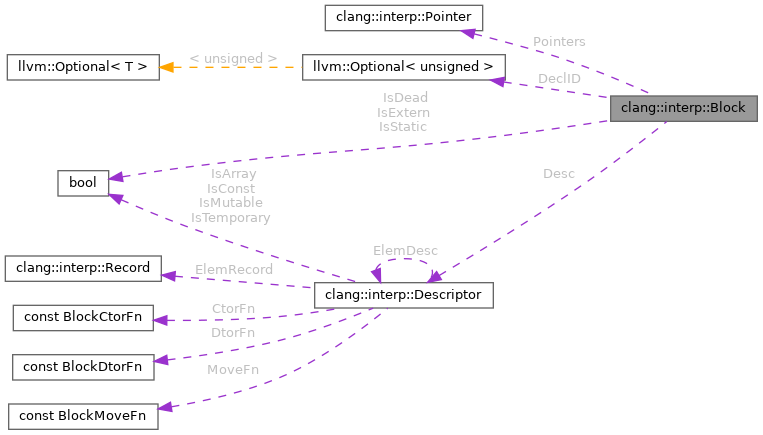 clang::interp::Pointer
Pointers
llvm::Optional< T >
< unsigned >
llvm::Optional< unsigned >
DeclID
clang::interp::Block
IsDead
IsExtern
IsStatic
bool
IsArray
IsConst
IsMutable
IsTemporary
Desc
ElemDesc
clang::interp::Record
ElemRecord
clang::interp::Descriptor
const BlockCtorFn
CtorFn
DtorFn
const BlockDtorFn
MoveFn
const BlockMoveFn